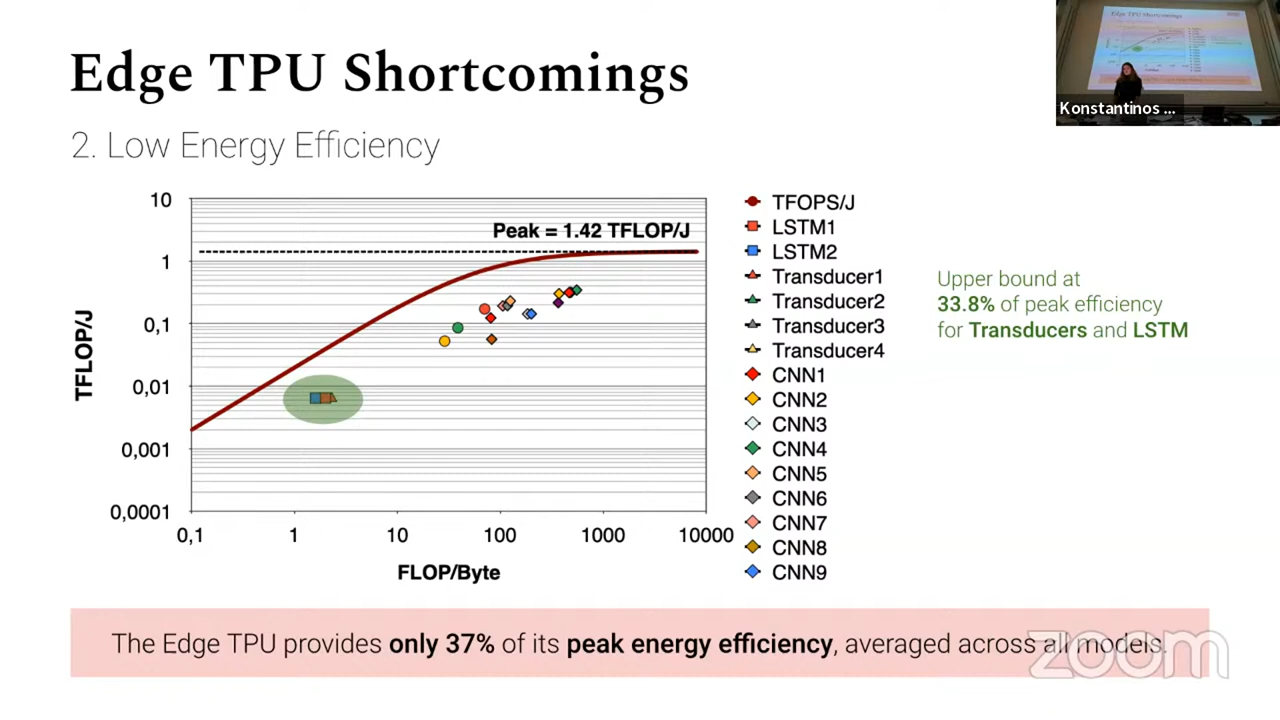 Edge TPU Shortcomings
Edge TPU Shortcomings
Konstantinos ...
2. Low Energy Efficiency
10
1
0,1
0,01
0,001
0,0001
TFLOP/J
Peak = 1.42 TFLOP/J
0,1
1
10
100
1000
10000
FLOP/Byte
TFOPS/J
LSTM1
LSTM2
Transducer1
Transducer2
Transducer3
Transducer4
CNN1
CNN2
CNN3
CNN4
CNN5
CNN6
CNN7
CNN8
CNN9
Upper bound at
33.8% of peak efficiency
for Transducers and LSTM
The Edge TPU provides only 37% of its peak energy efficiency, averaged across all models.
zoom